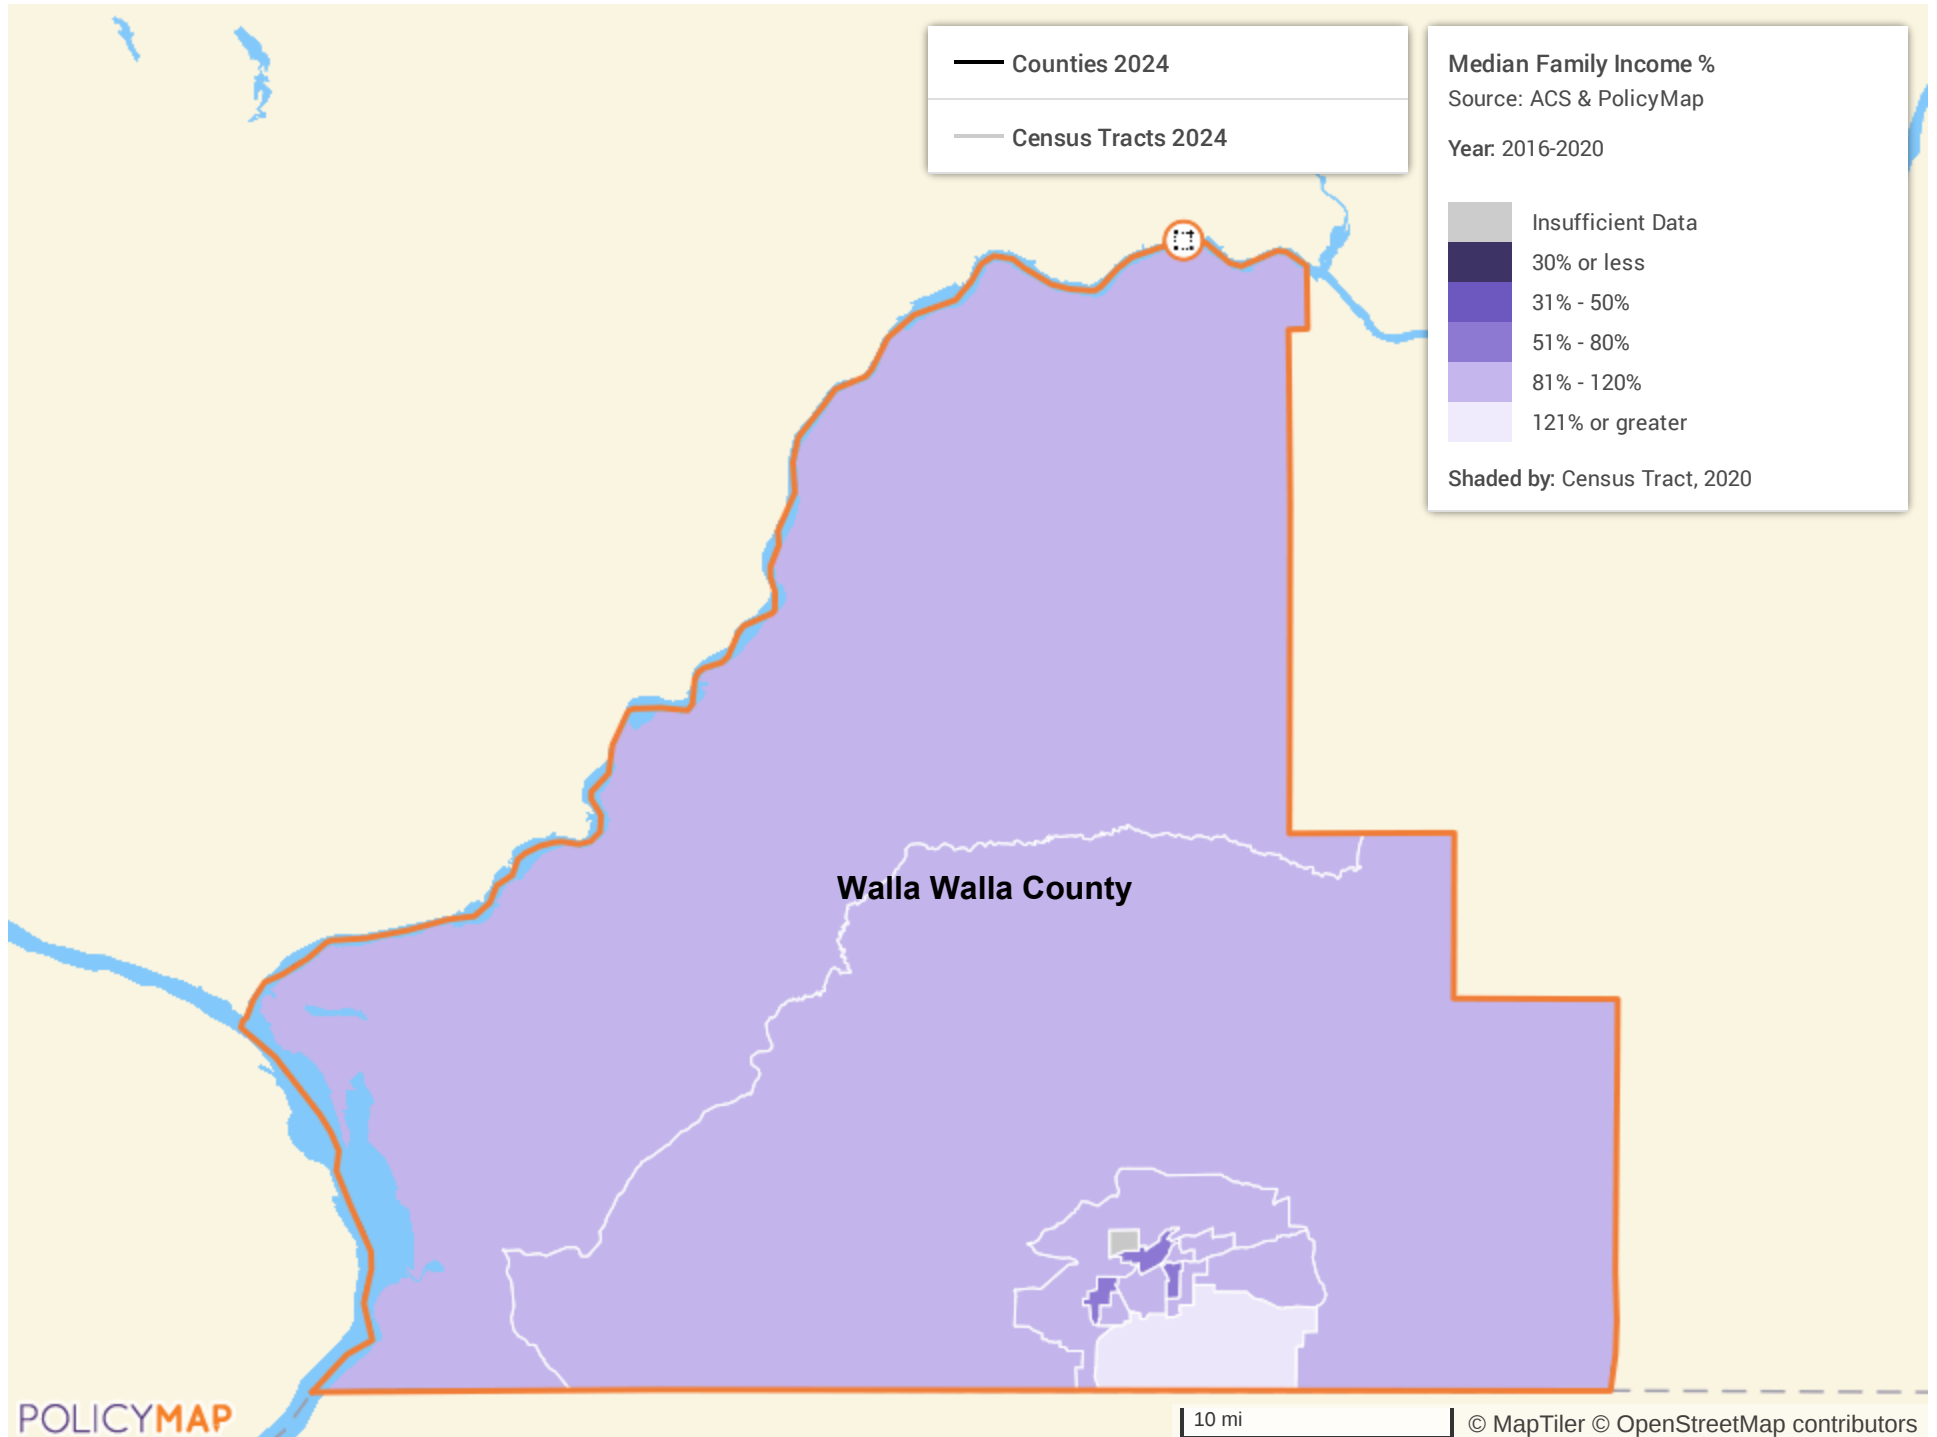 Counties 2024
Census Tracts 2024
Median Family Income %
Source: ACS & PolicyMap
Year: 2016-2020
Insufficient Data
30% or less
31% - 50%
51% - 80%
81% - 120%
121% or greater
Shaded by: Census Tract, 2020
Walla Walla County
POLICYMAP
10 mi
© MapTiler © OpenStreetMap contributors